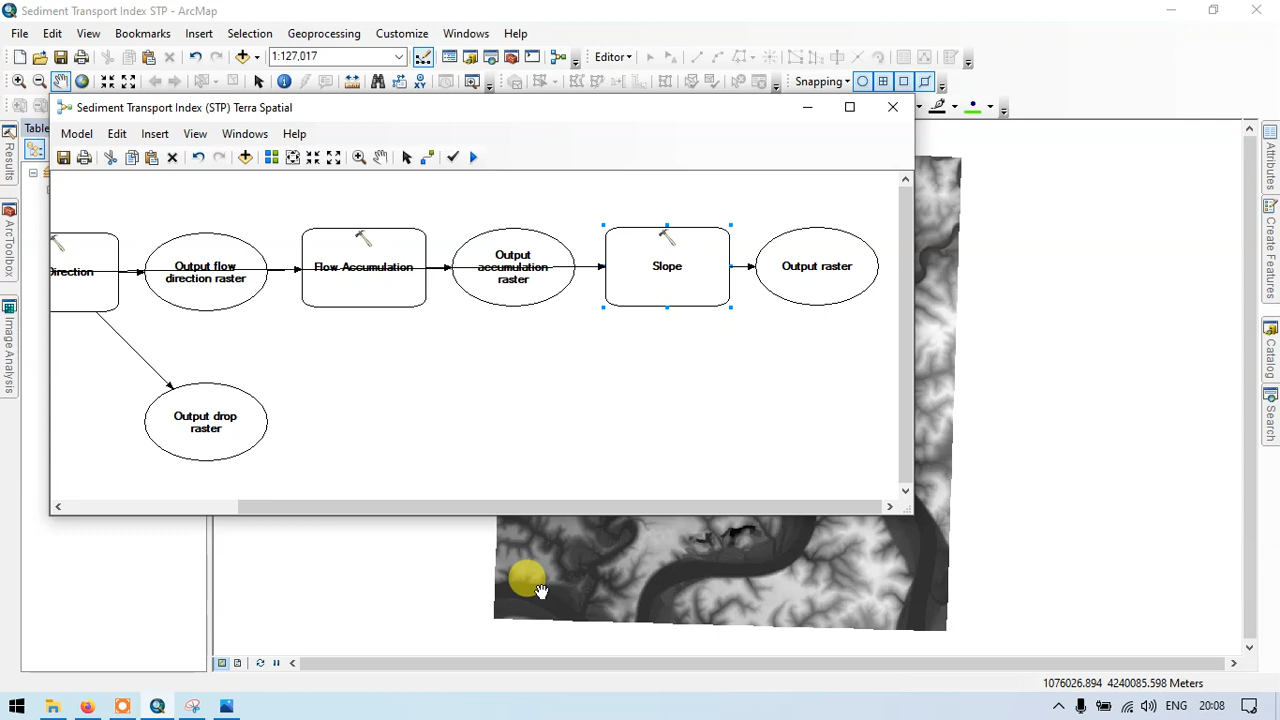 Sediment Transport Index STP - ArcMap
File Edit View Bookmarks Insert Selection Geoprocessing Customize Windows Help
1:127,017
Editor
Snapping
Sediment Transport Index (STP) Terra Spatial
Model Edit Insert View Windows Help
Table
Results
ArcToolbox
Image Analysis
Direction
Output flow
direction raster
Flow Accumulation
Output
accumulation
raster
Slope
Output raster
Output drop
raster
Attributes
Create Features
Catalog
Search
1076026.894 4240085.598 Meters
ENG 20:08